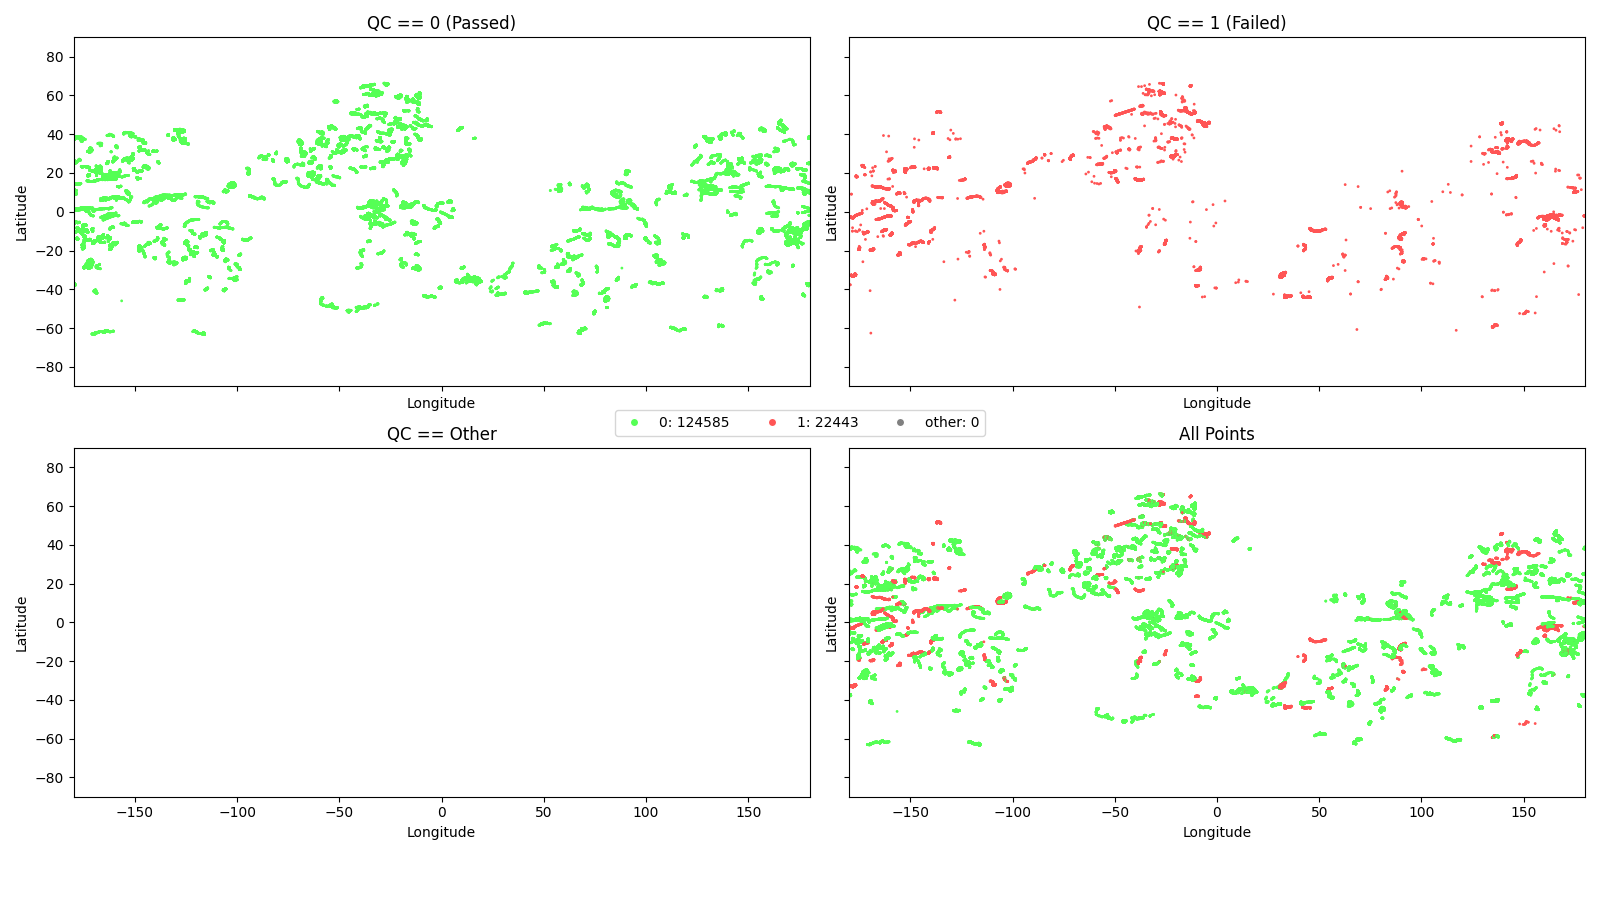 QC == 0 (Passed)
QC == 1 (Failed)
80
60
40
20
0
−20
−40
−60
−80
Latitude
Latitude
Longitude
Longitude
0: 124585
1: 22443
other: 0
QC == Other
All Points
80
60
40
20
0
−20
−40
−60
−80
Latitude
Latitude
−150
−100
−50
0
50
100
150
−150
−100
−50
0
50
100
150
Longitude
Longitude